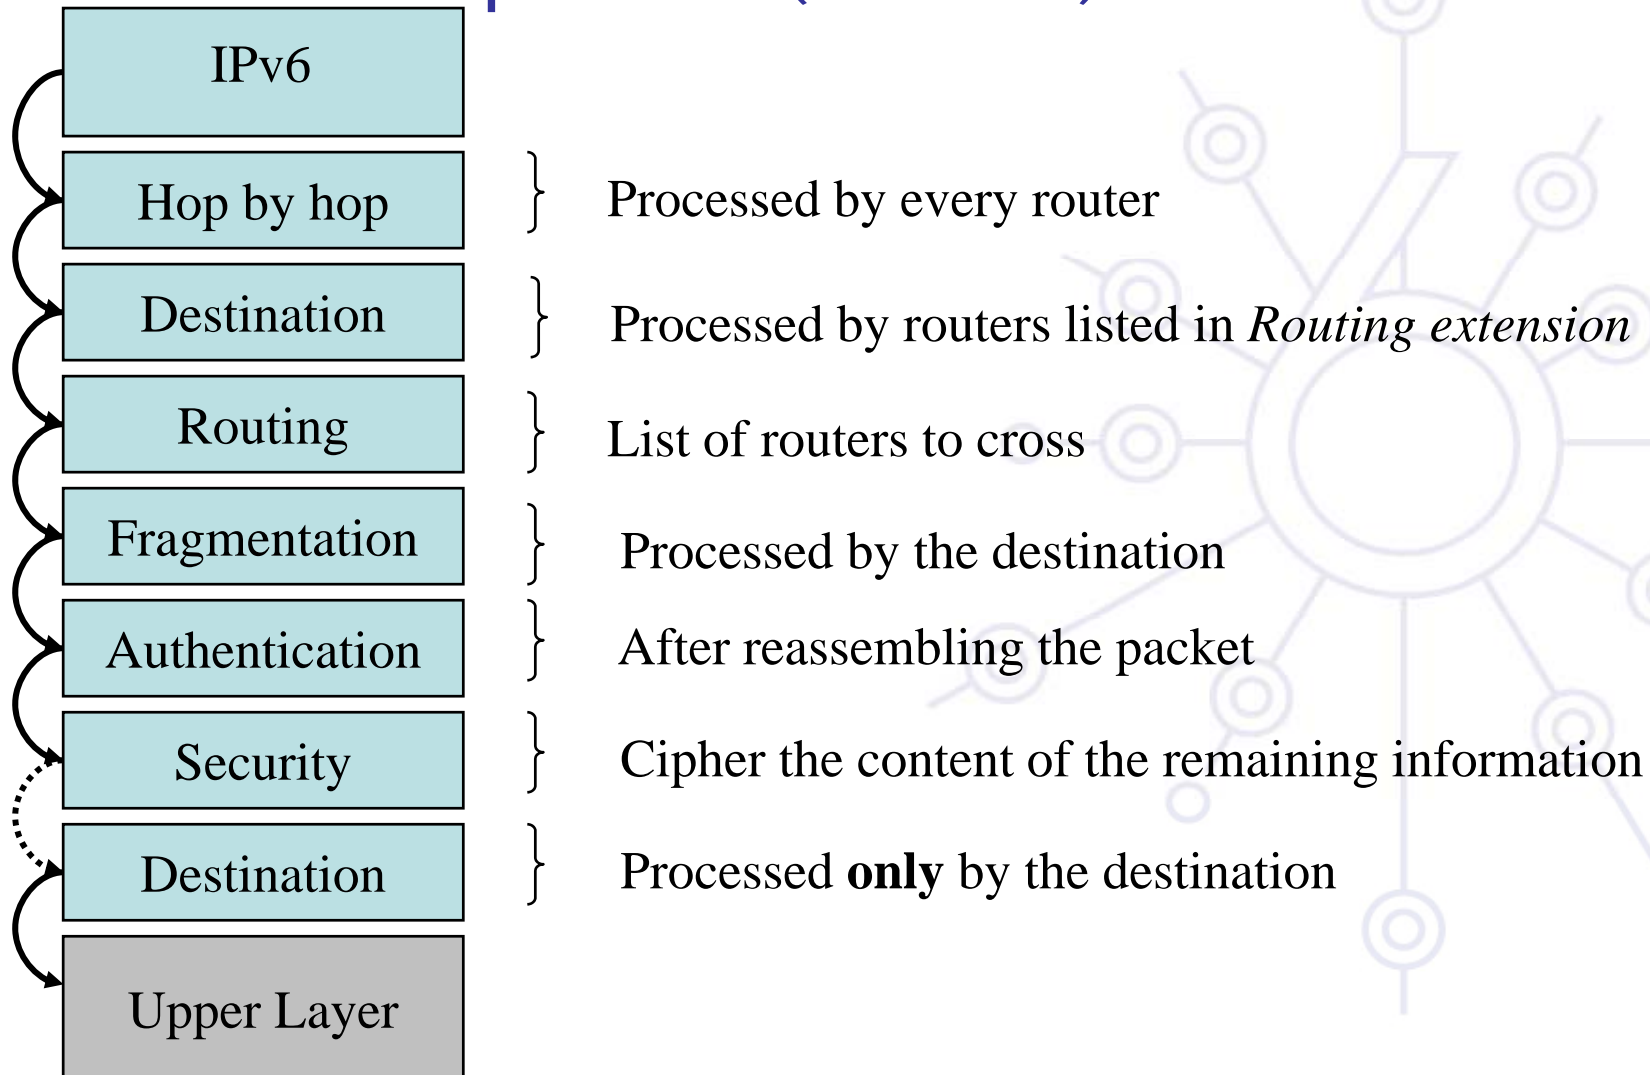 IPv6
Hop by hop
Processed by every router
Destination
Processed by routers listed in Routing extension
Routing
List of routers to cross
Fragmentation
Processed by the destination
Authentication
After reassembling the packet
Security
Cipher the content of the remaining information
Destination
Processed only by the destination
Upper Layer